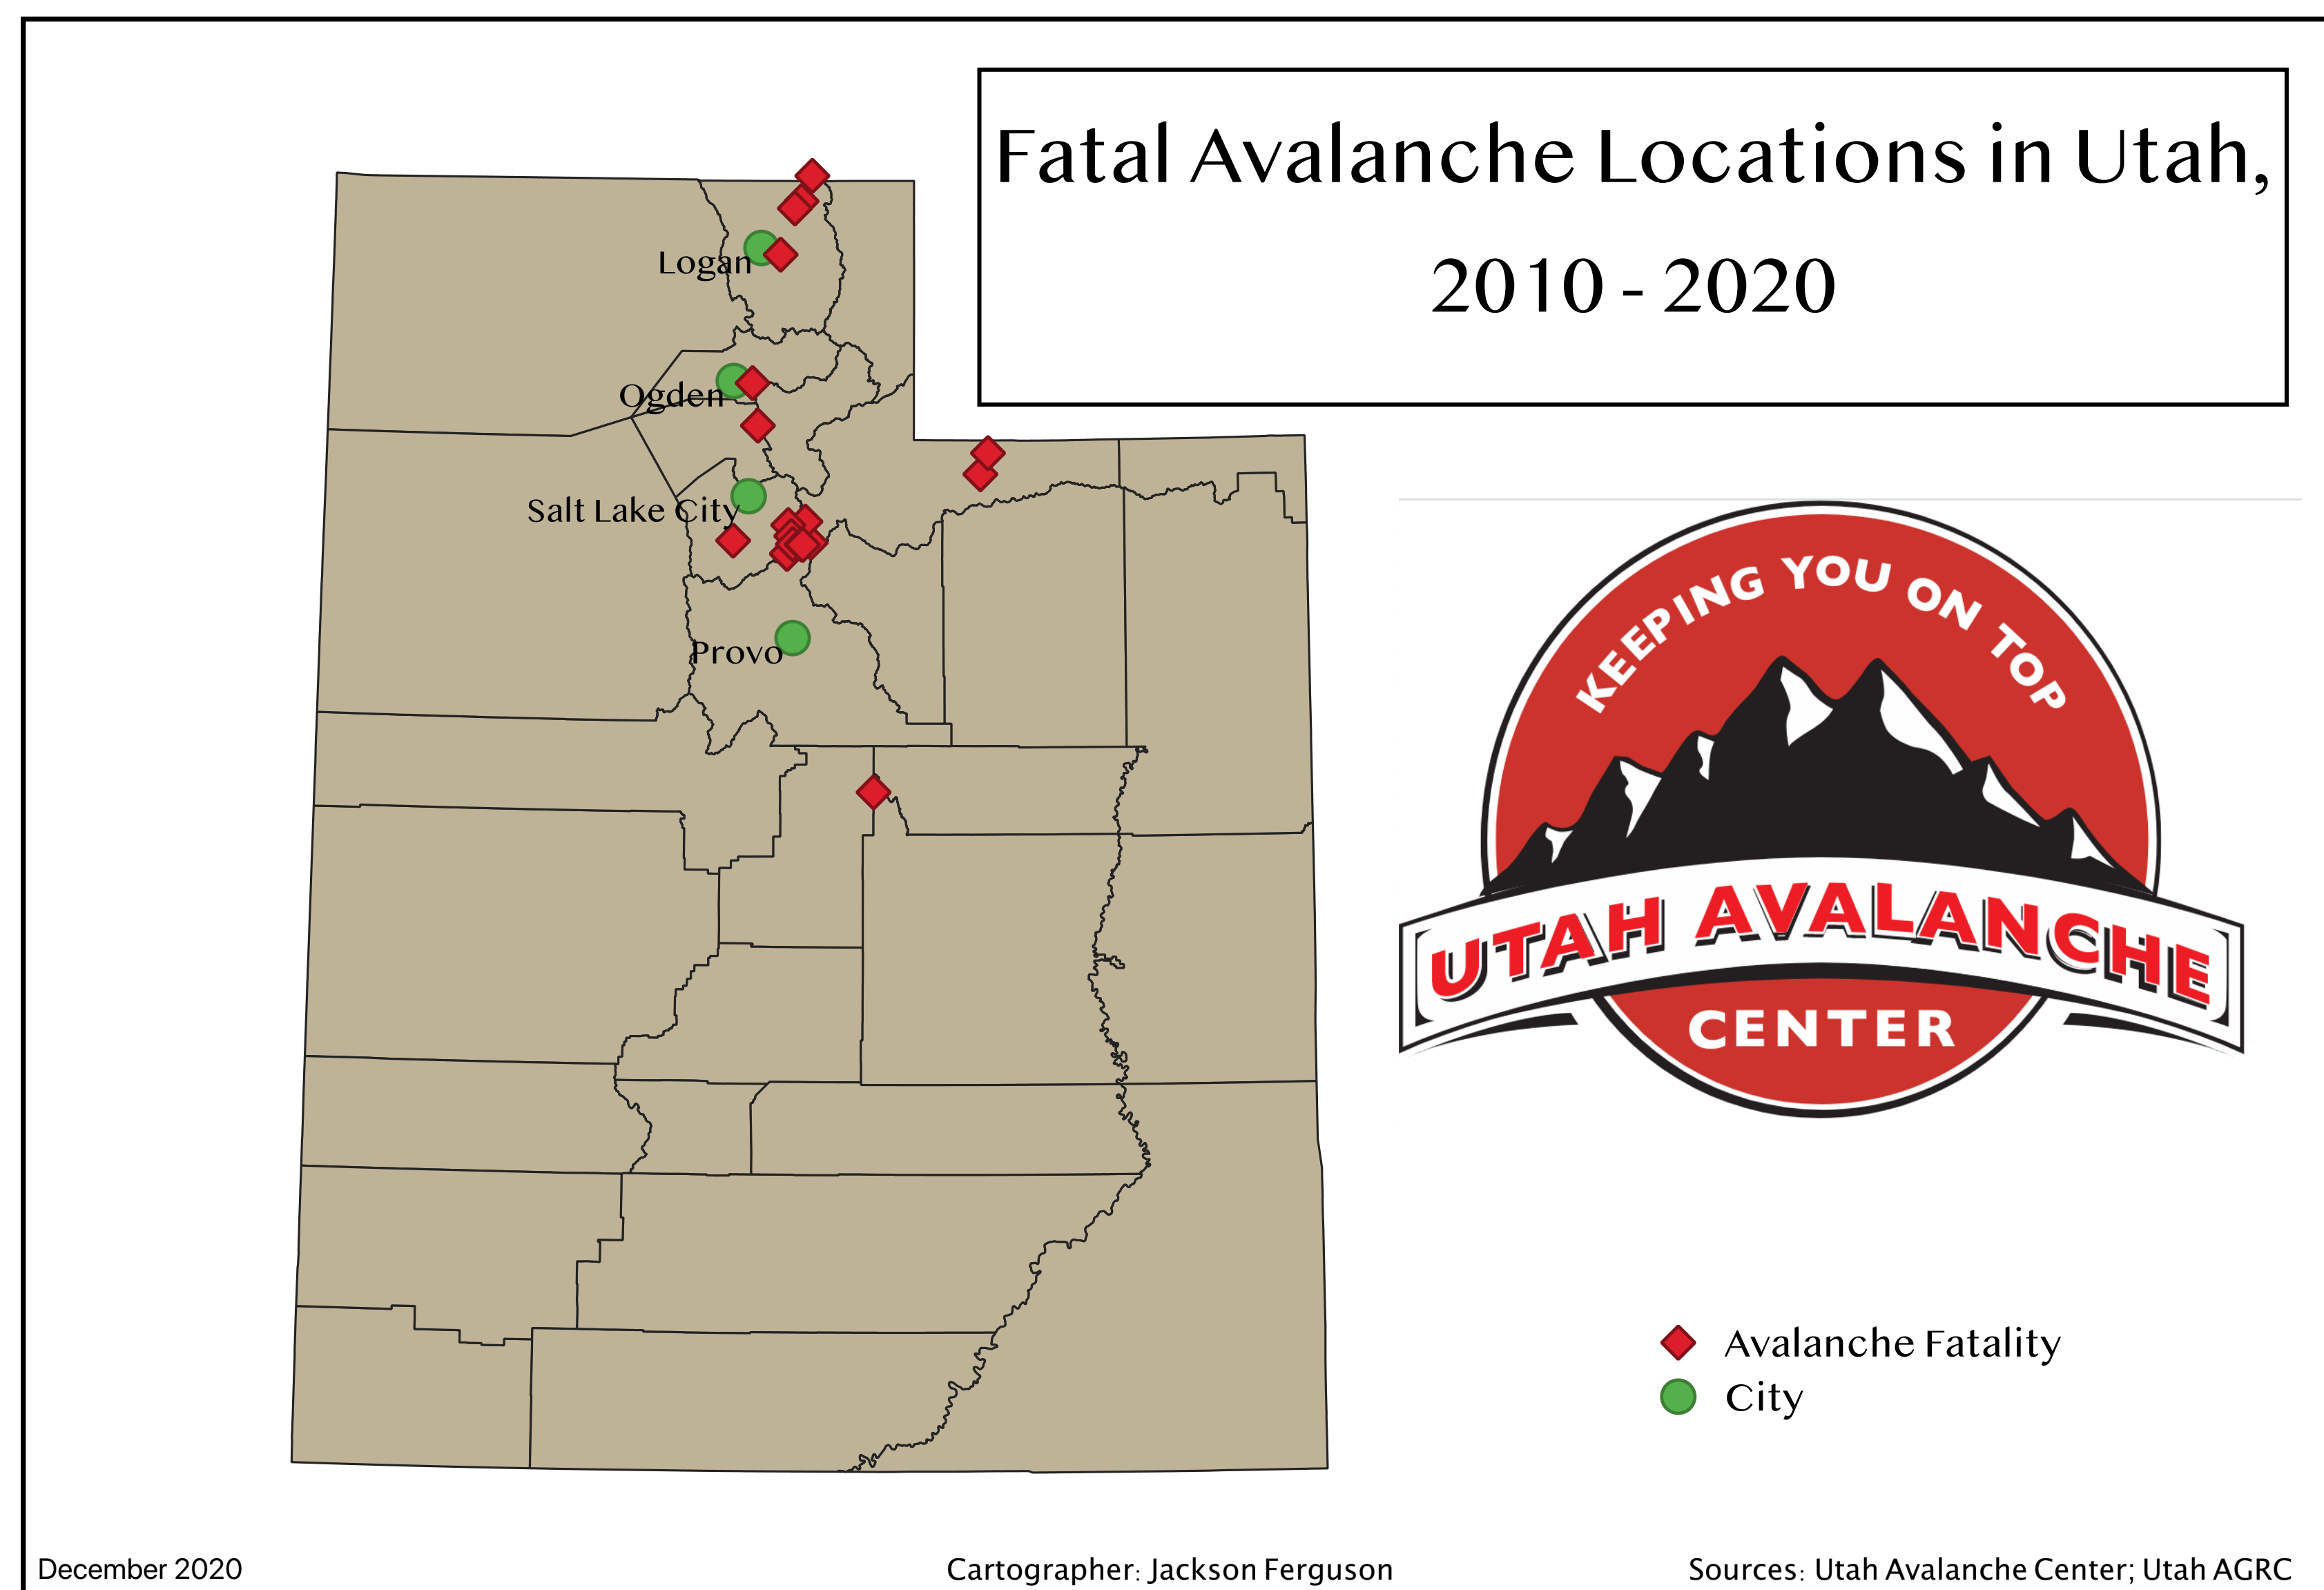 Fatal Avalanche Locations in Utah,
2010 - 2020
Logan
Ogden
Salt Lake City
Provo
KEEPING YOU ON TOP
UTAH AVALANCHE
CENTER
Avalanche Fatality
City
December 2020
Cartographer: Jackson Ferguson
Sources: Utah Avalanche Center; Utah AGRC